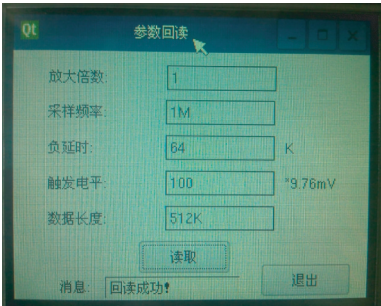 Qt 参数回读
放大倍数: 1
采样频率: 1M
负延时: 64 K
触发电平: 100 *9.76mV
数据长度: 512K
读取
消息: 回读成功!
退出